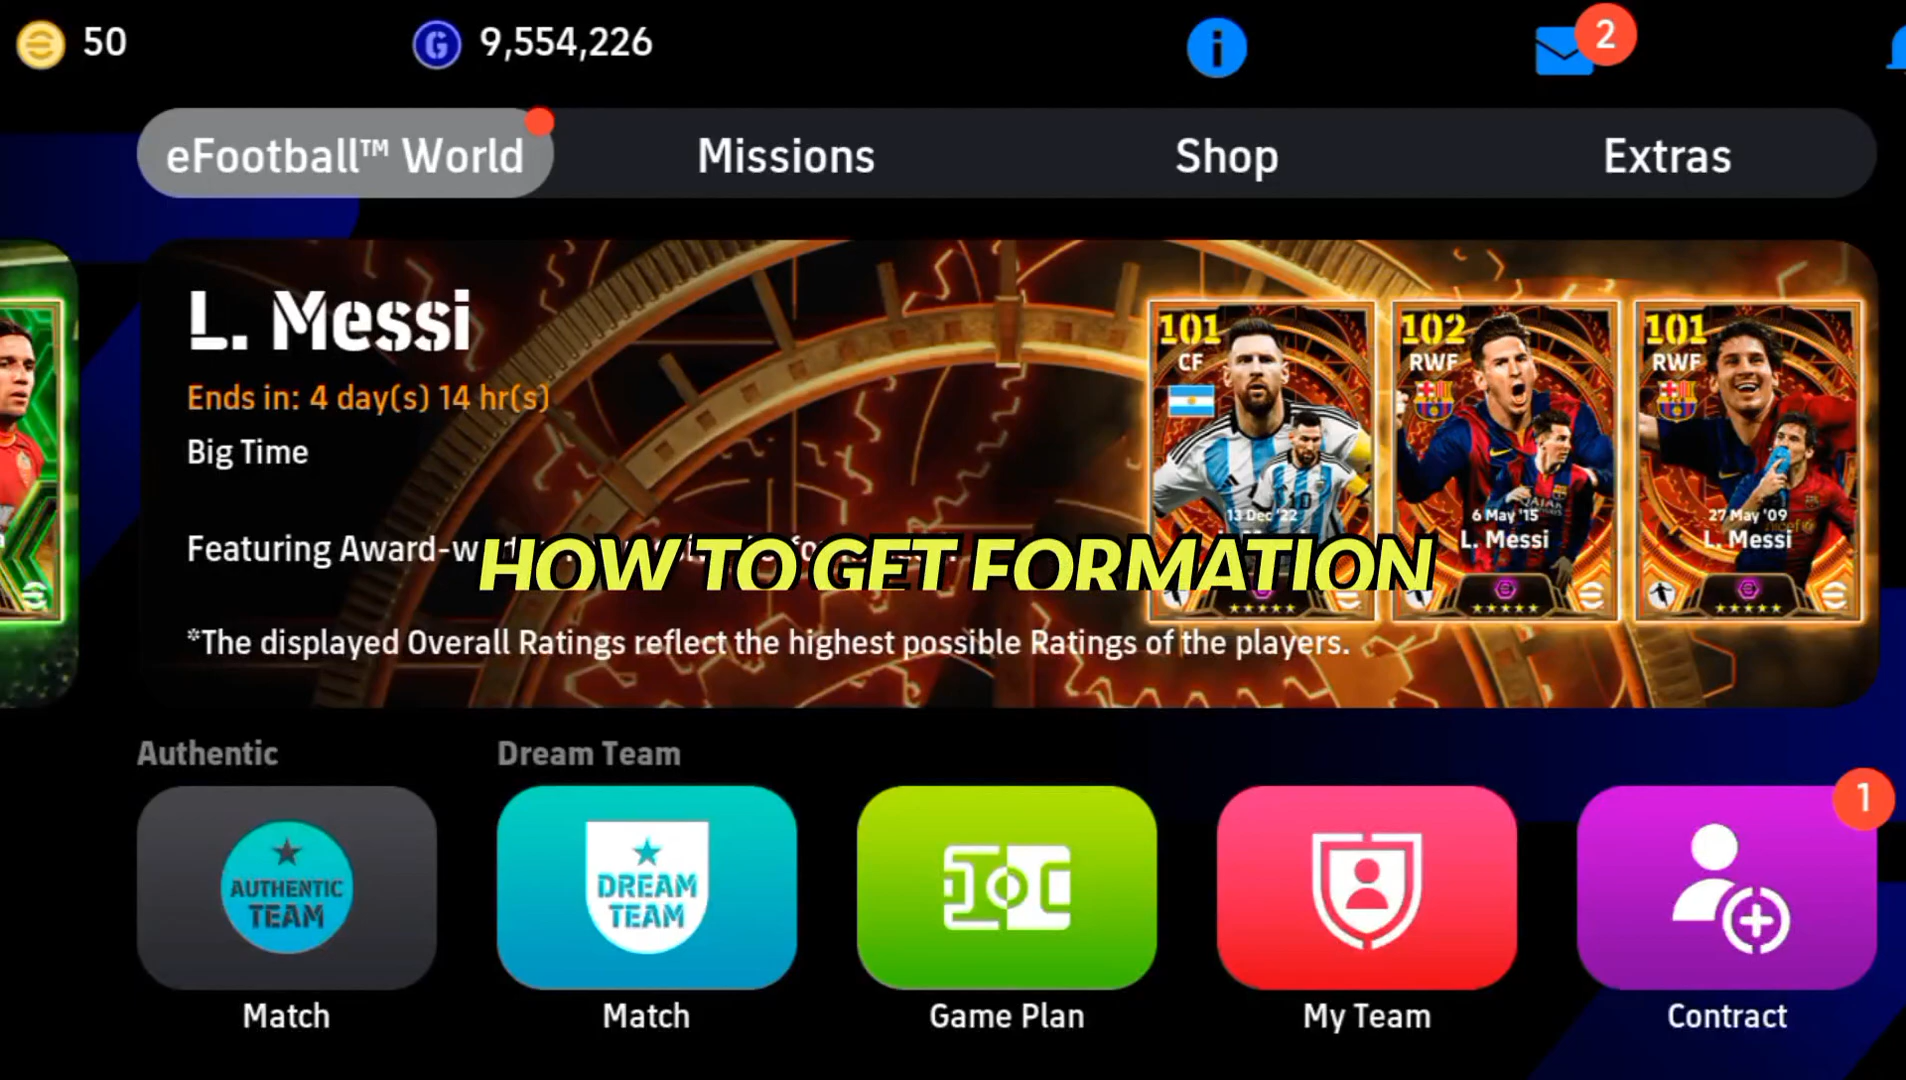 50
9,554,226
2
eFootball™ World
Missions
Shop
Extras
L. Messi
Ends in: 4 day(s) 14 hr(s)
Big Time
Featuring
HOW TO GET FORMATION
*The displayed Overall Ratings reflect the highest possible Ratings of the players.
101
CF
13 Dec '22
102
RWF
6 May '15
L. Messi
101
RWF
27 May '09
L. Messi
Authentic
Dream Team
AUTHENTIC
TEAM
Match
DREAM
TEAM
Match
Game Plan
My Team
1
Contract